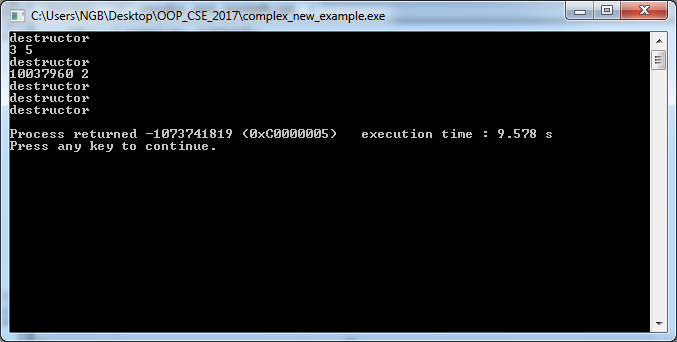 C:\Users\NGB\Desktop\OOP_CSE_2017\complex_new_example.exe
destructor
3 5
destructor
10037960 2
destructor
destructor
destructor
Process returned -1073741819 (0xC0000005)   execution time : 9.578 s
Press any key to continue.